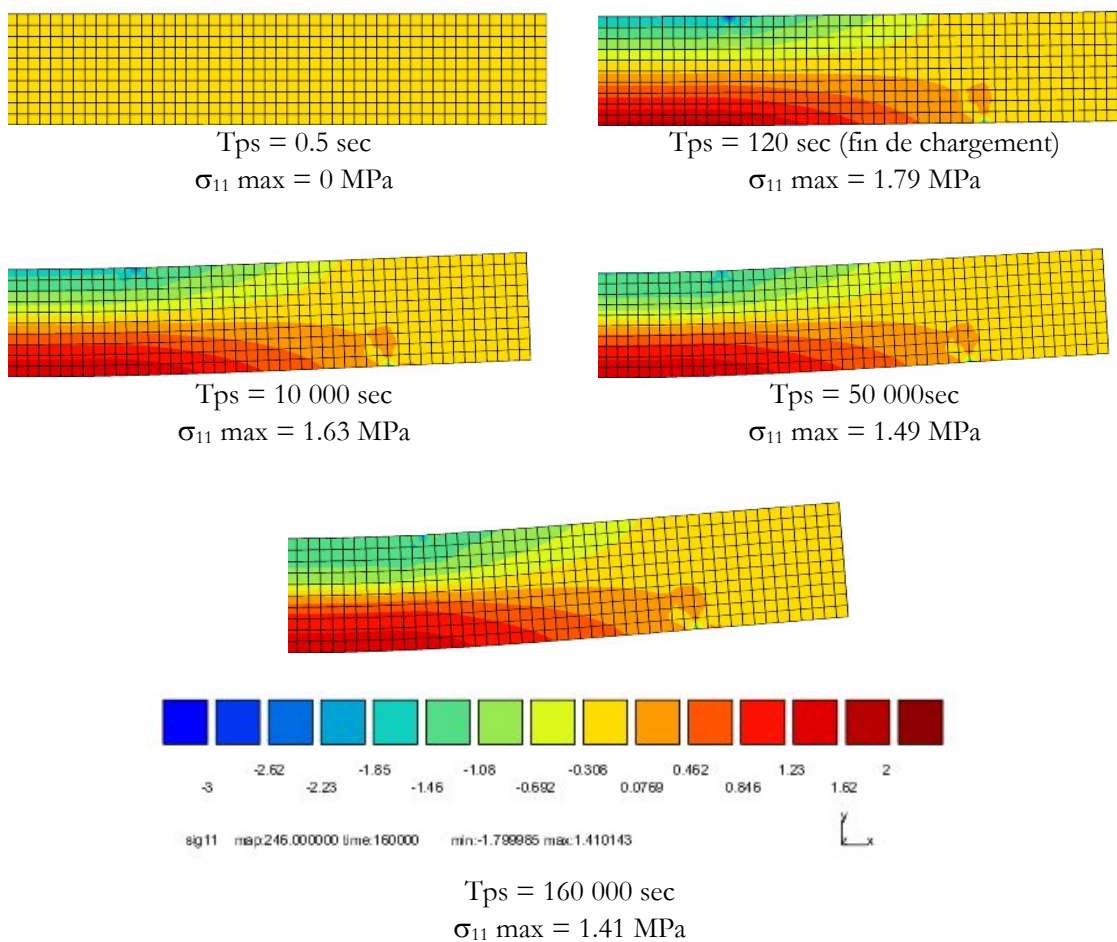 Tps = 0.5 sec
σ11 max = 0 MPa
Tps = 120 sec (fin de chargement)
σ11 max = 1.79 MPa
Tps = 10 000 sec
σ11 max = 1.63 MPa
Tps = 50 000sec
σ11 max = 1.49 MPa
-2.62 -1.85 -1.08 -0.308 0.462 1.23 2
-3 -2.23 -1.46 -0.692 0.0769 0.846 1.62
y
x
sig11 map:246.000000 time:160000 min:-1.799985 max:1.410143
Tps = 160 000 sec
σ11 max = 1.41 MPa